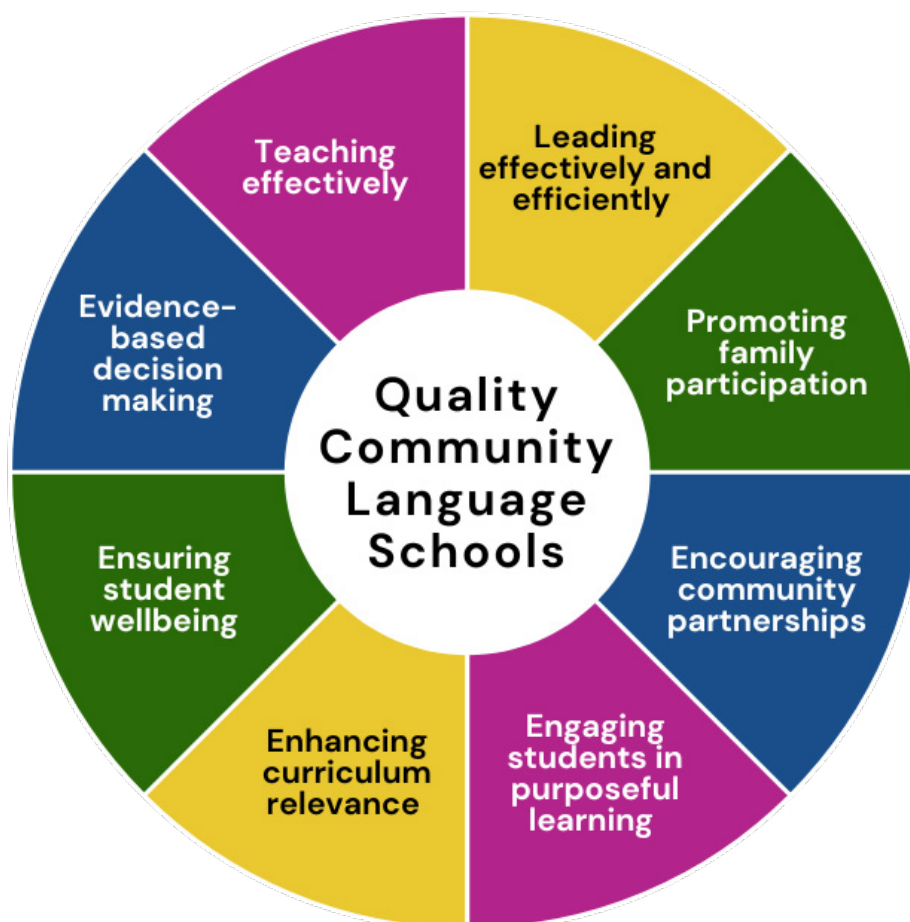 Teaching
effectively
Leading
effectively and
efficiently
Promoting
family
participation
Encouraging
community
partnerships
Engaging
students in
purposeful
learning
Enhancing
curriculum
relevance
Ensuring
student
wellbeing
Evidence-
based
decision
making
Quality
Community
Language
Schools